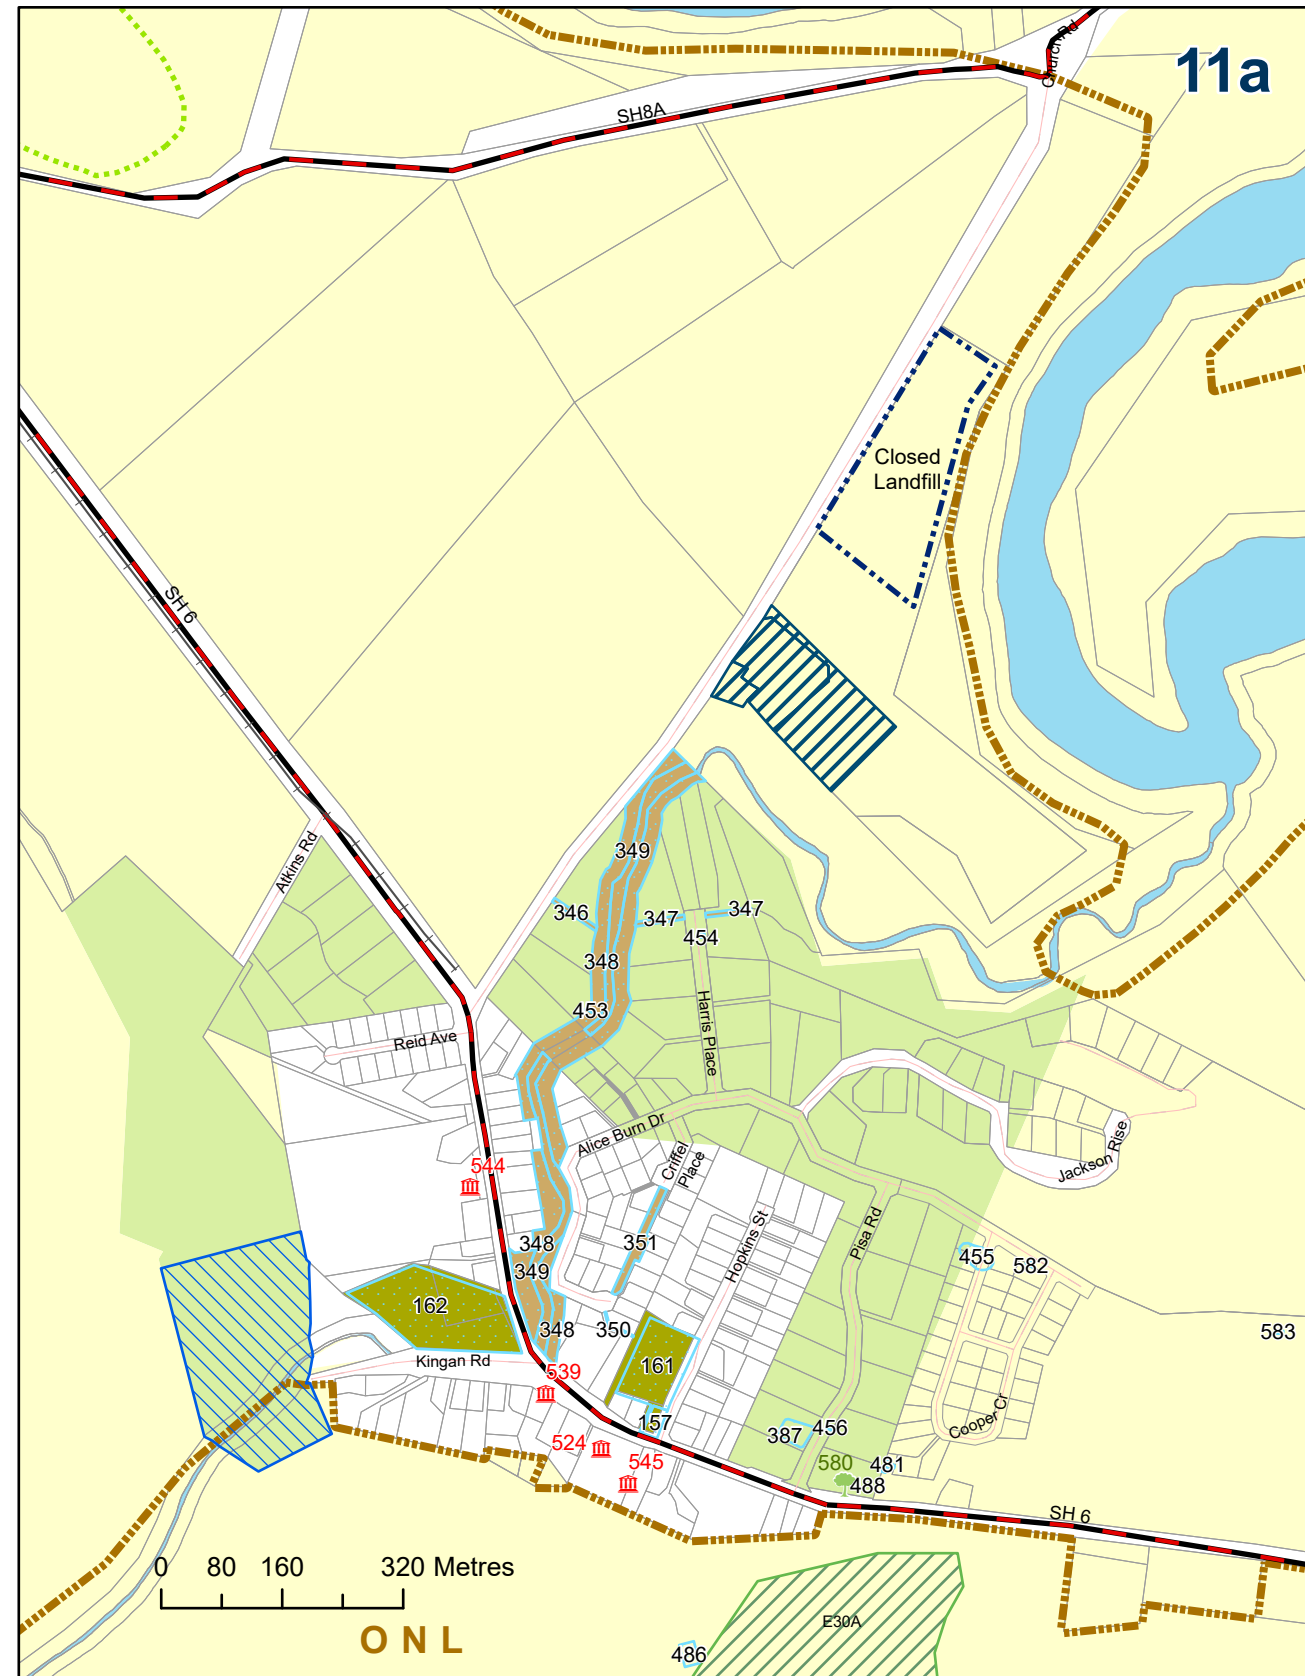 11a
Church Rd
SH8A
Closed
Landfill
SH 6
Atkins Rd
349
346
347
347
454
348
453
Harris Place
Reid Ave
Alice Burn Dr
Criffel
Place
Jackson Rise
544
Pisa Rd
Hopkins St
348
351
455
582
349
162
348
350
583
Kingan Rd
161
539
157
387
456
Cooper Cr
524
545
580
481
488
SH 6
0 80 160 320 Metres
E30A
O N L
486